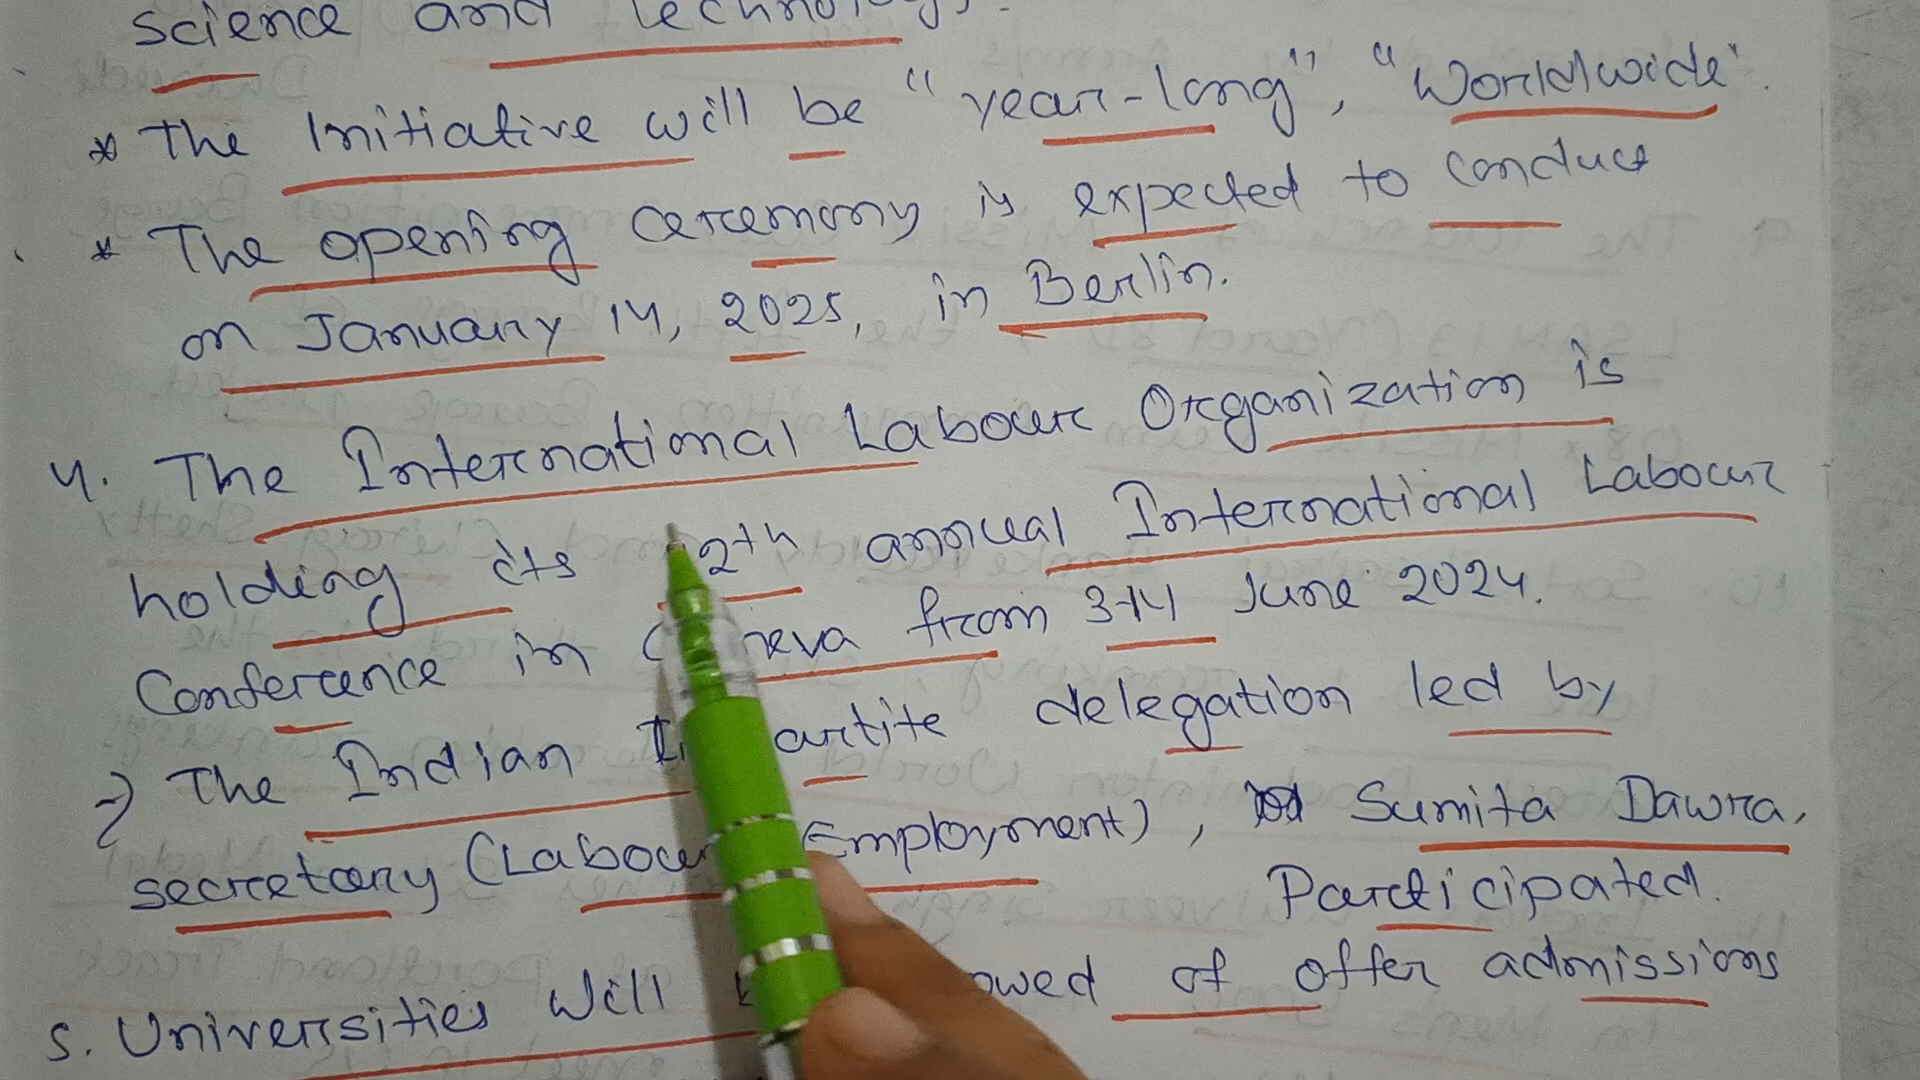 science and technology.
* The Initiative will be "year-long", "Worldwide".
* The opening ceremony is expected to conduct
on January 14, 2025, in Berlin.
4. The International Labour Organization is
holding its 2th annual International Labour
Conference in Geneva from 3-14 June 2024.
=) The Indian delegation led by
secretary (Labour Employment), Sumita Dawra,
Participated.
5. Universities will of offer admissions